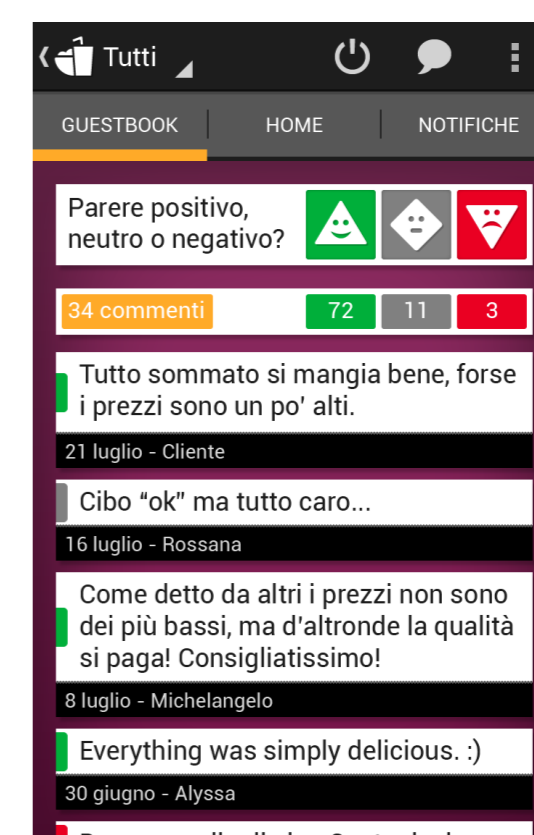 Tutti
GUESTBOOK HOME NOTIFICHE
Parere positivo,
neutro o negativo?
34 commenti 72 11 3
Tutto sommato si mangia bene, forse
i prezzi sono un po' alti.
21 luglio - Cliente
Cibo “ok” ma tutto caro...
16 luglio - Rossana
Come detto da altri i prezzi non sono
dei più bassi, ma d'altronde la qualità
si paga! Consigliatissimo!
8 luglio - Michelangelo
Everything was simply delicious. :)
30 giugno - Alyssa